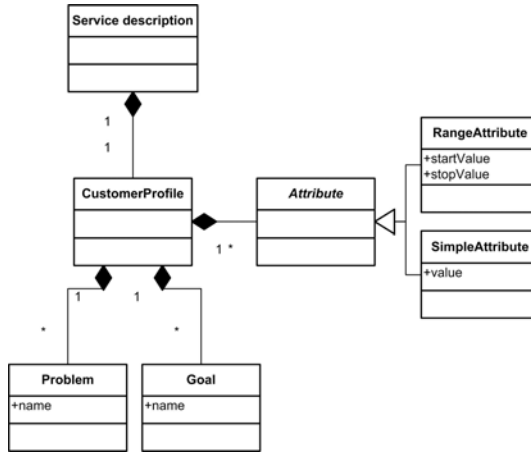 Service description
1
1
CustomerProfile
Attribute
RangeAttribute
+startValue
+stopValue
1 *
SimpleAttribute
+value
1
1
*
*
Problem
+name
Goal
+name